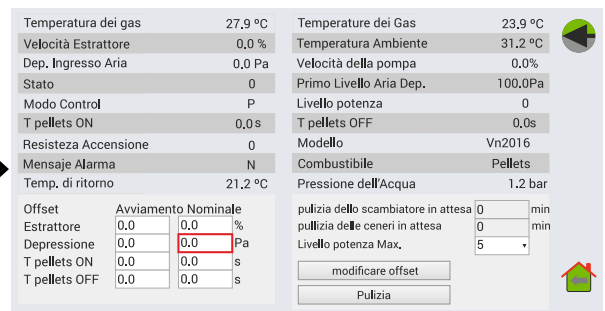 Temperatura dei gas 27.9 ºC
Velocità Estrattore 0.0 %
Dep. Ingresso Aria 0.0 Pa
Stato 0
Modo Control P
T pellets ON 0.0 s
Resisteza Accensione 0
Mensaje Alarma N
Temp. di ritorno 21.2 ºC
Temperature dei Gas 23.9 ºC
Temperatura Ambiente 31.2 ºC
Velocità della pompa 0.0%
Primo Livello Aria Dep. 100.0Pa
Livello potenza 0
T pellets OFF 0.0s
Modello Vn2016
Combustibile Pellets
Pressione dell'Acqua 1.2 bar
Offset Avviamento Nominale
Estrattore 0.0 0.0 %
Depressione 0.0 0.0 Pa
T pellets ON 0.0 0.0 s
T pellets OFF 0.0 0.0 s
pulizia dello scambiatore in attesa 0 min
pullizia delle ceneri in attesa 0 min
Livello potenza Max. 5
modificare offset
Pulizia